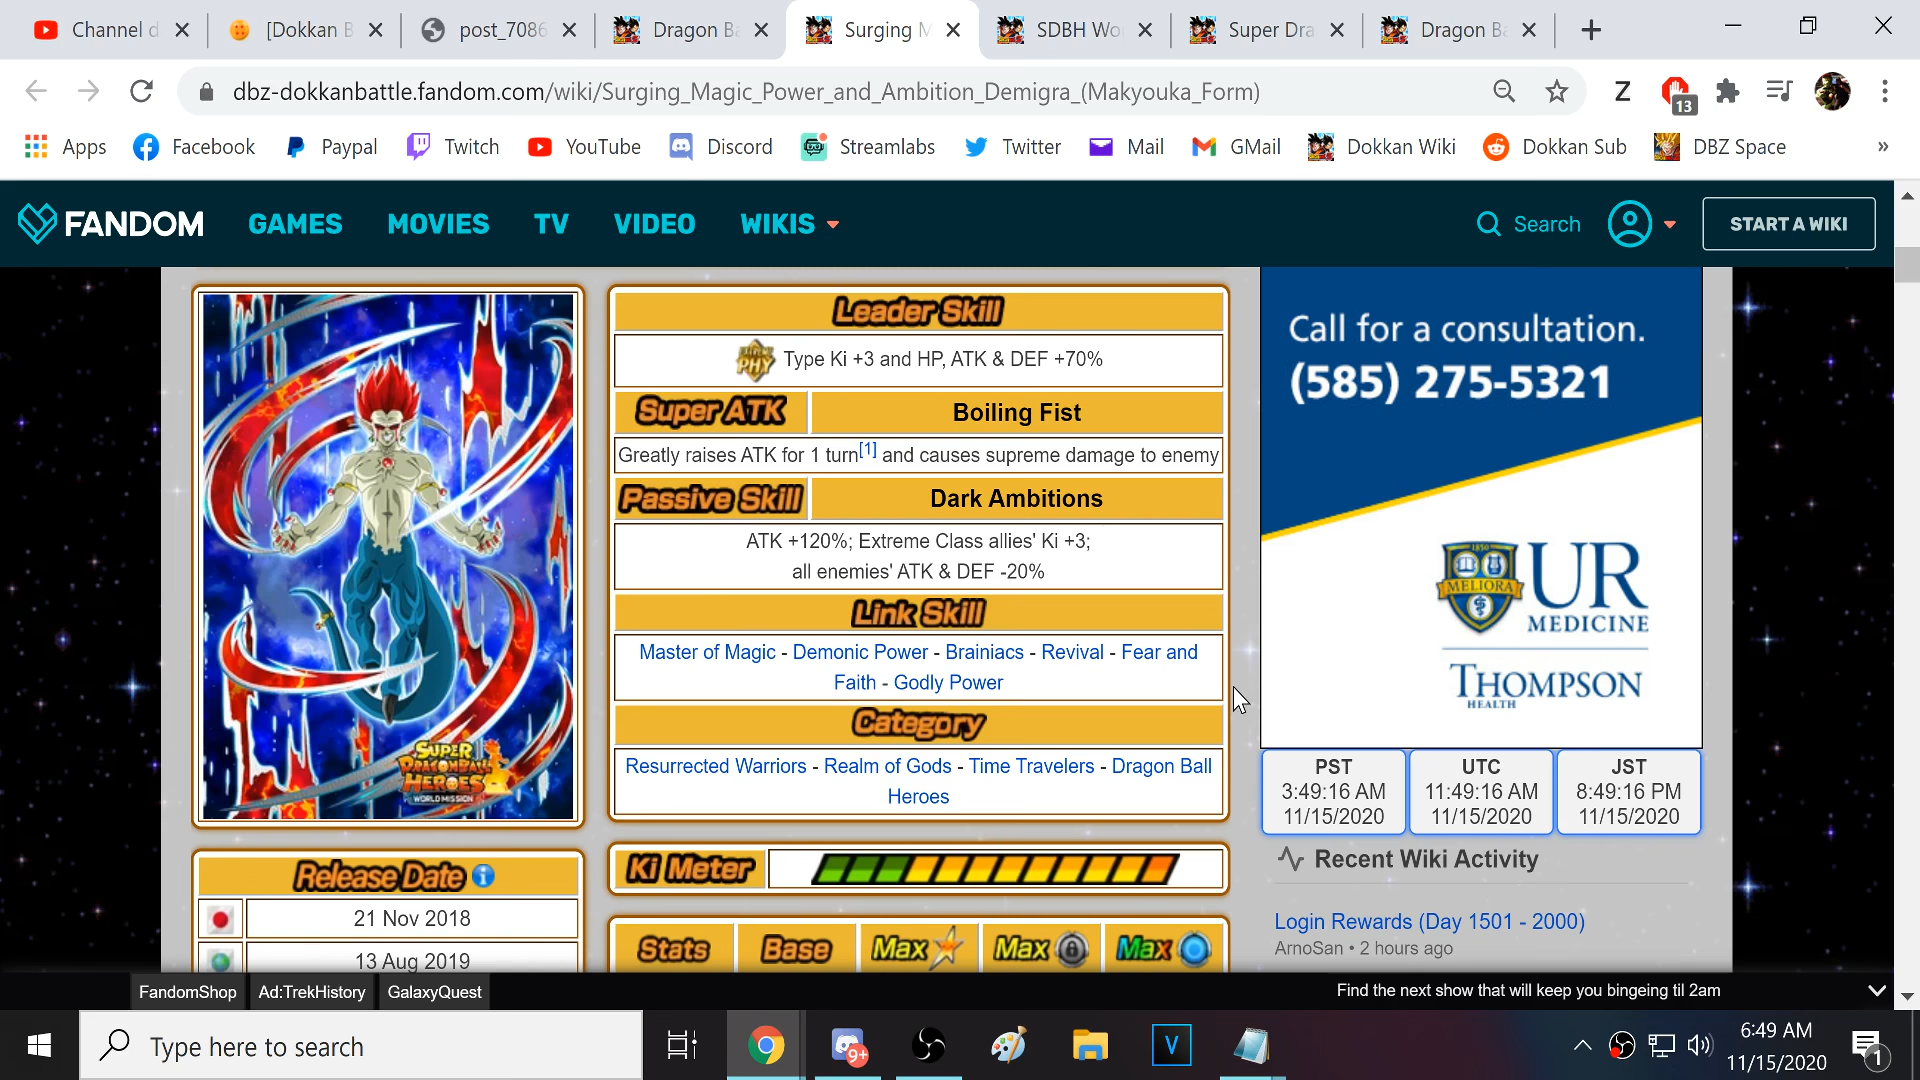 Channel d
[Dokkan B
post_7086
Dragon Ba
Surging M
SDBH Wo
Super Dra
Dragon Ba
dbz-dokkanbattle.fandom.com/wiki/Surging_Magic_Power_and_Ambition_Demigra_(Makyouka_Form)
Z
13
Apps
Facebook
Paypal
Twitch
YouTube
Discord
Streamlabs
Twitter
Mail
GMail
Dokkan Wiki
Dokkan Sub
DBZ Space
»
FANDOM
GAMES
MOVIES
TV
VIDEO
WIKIS
Search
START A WIKI
SUPER
DRAGONBALL
HEROES
WORLD MISSION
Release Date
21 Nov 2018
13 Aug 2019
Leader Skill
EXTREME
PHY
Type Ki +3 and HP, ATK & DEF +70%
Super ATK
Boiling Fist
Greatly raises ATK for 1 turn[1] and causes supreme damage to enemy
Passive Skill
Dark Ambitions
ATK +120%; Extreme Class allies' Ki +3;
all enemies' ATK & DEF -20%
Link Skill
Master of Magic - Demonic Power - Brainiacs - Revival - Fear and
Faith - Godly Power
Category
Resurrected Warriors - Realm of Gods - Time Travelers - Dragon Ball
Heroes
Ki Meter
Stats
Base
Max
Max
Max
Call for a consultation.
(585) 275-5321
1850
MELIORA
UR
MEDICINE
THOMPSON
HEALTH
PST
3:49:16 AM
11/15/2020
UTC
11:49:16 AM
11/15/2020
JST
8:49:16 PM
11/15/2020
Recent Wiki Activity
Login Rewards (Day 1501 - 2000)
ArnoSan • 2 hours ago
FandomShop
Ad:TrekHistory
GalaxyQuest
Find the next show that will keep you bingeing til 2am
Type here to search
9+
V
6:49 AM
11/15/2020
1